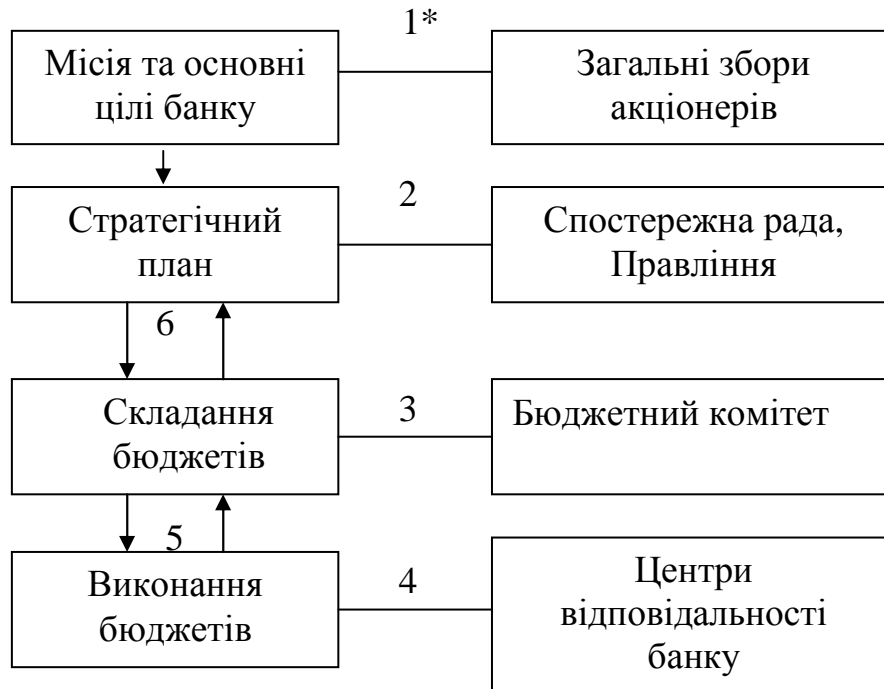 1*
Місія та основні
цілі банку
Загальні збори
акціонерів
2
Стратегічний
план
Спостережна рада,
Правління
6
3
Складання
бюджетів
Бюджетний комітет
5
4
Виконання
бюджетів
Центри
відповідальності
банку